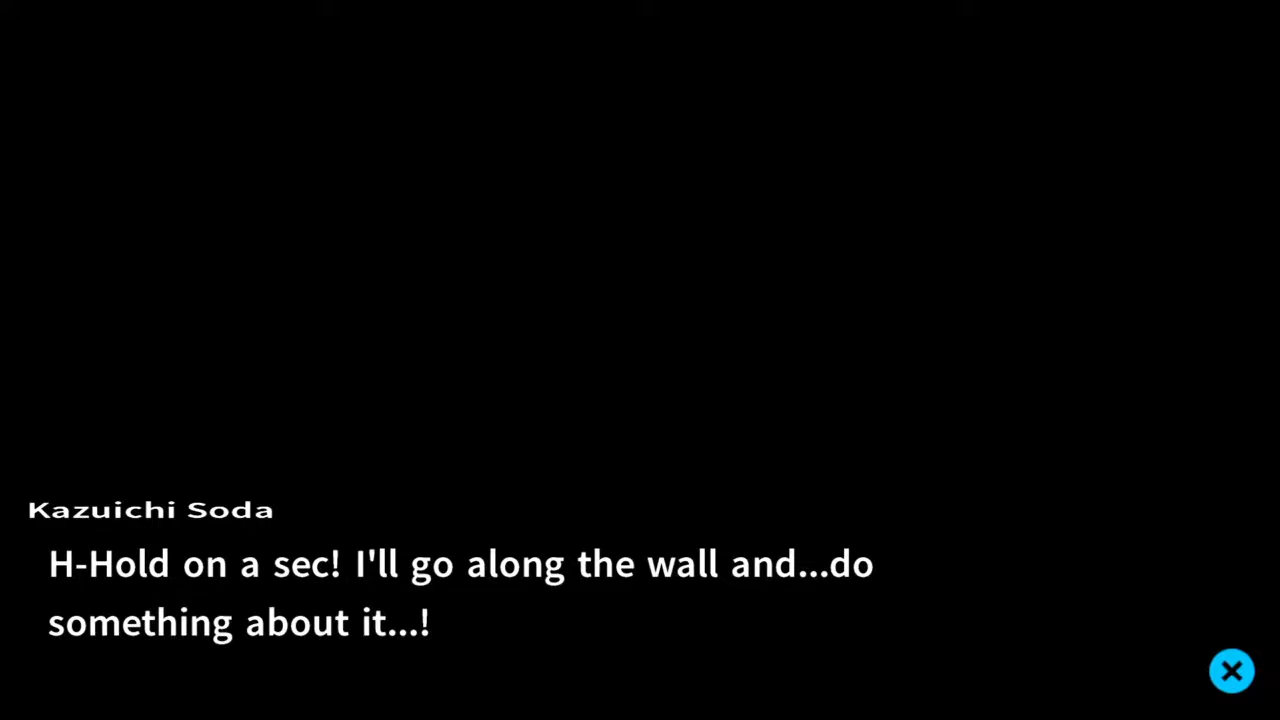 Kazuichi Soda
H-Hold on a sec! I'll go along the wall and...do
something about it...!